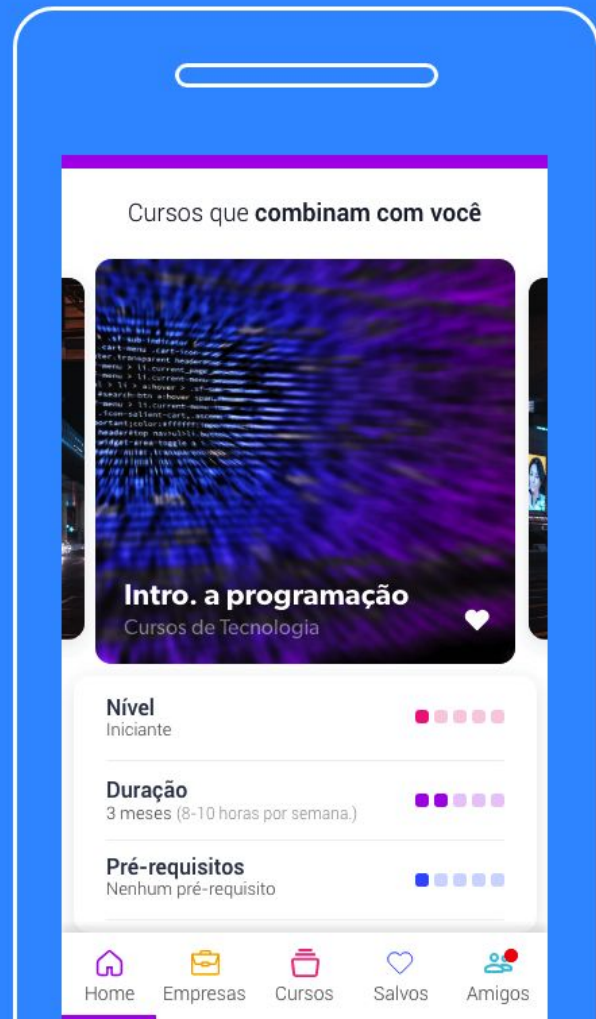 Cursos que combinam com você
Intro. a programação
Cursos de Tecnologia
Nível
Iniciante
Duração
3 meses (8-10 horas por semana.)
Pré-requisitos
Nenhum pré-requisito
Home
Empresas
Cursos
Salvos
Amigos